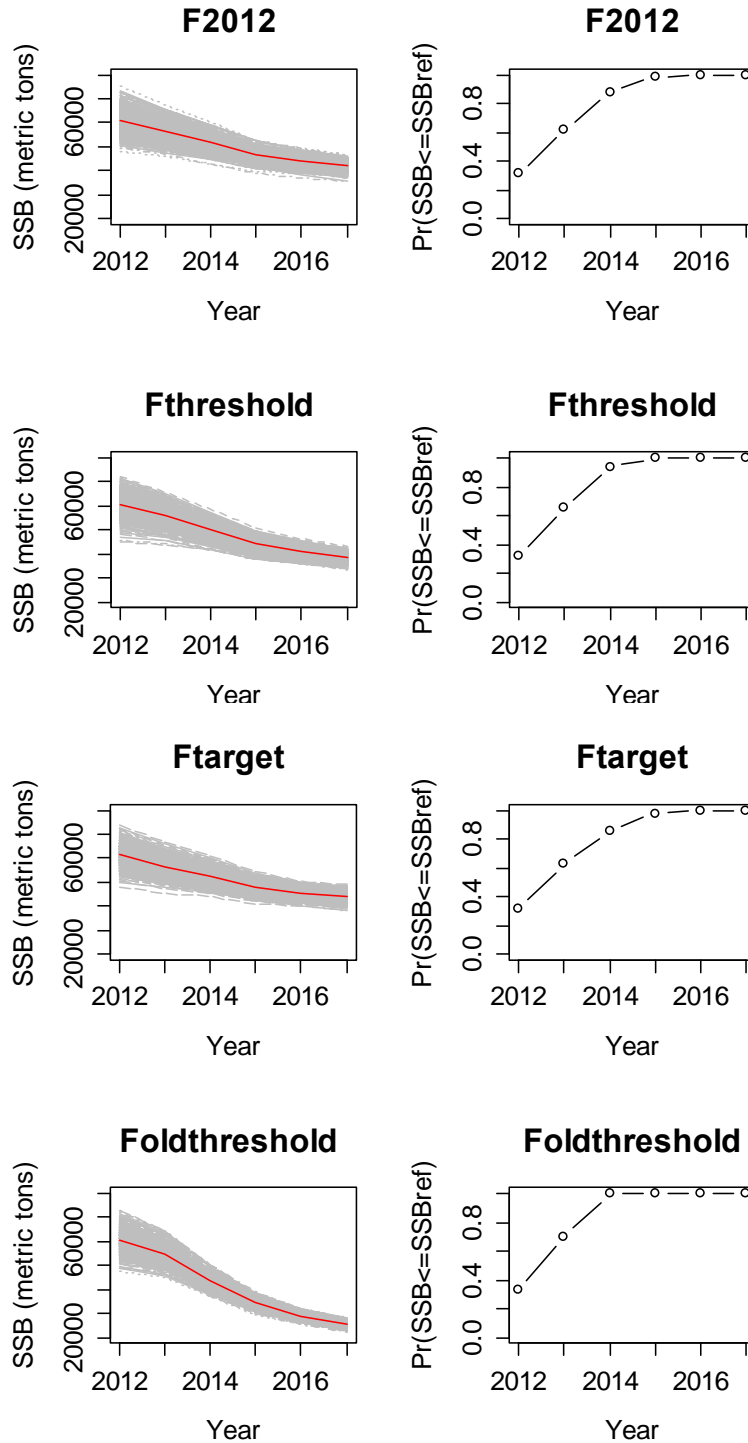 F2012
SSB (metric tons)
60000
20000
2012 2014 2016
Year
F2012
Pr(SSB<=SSBref)
0.8
0.4
0.0
2012 2014 2016
Year
Fthreshold
SSB (metric tons)
60000
20000
2012 2014 2016
Year
Fthreshold
Pr(SSB<=SSBref)
0.8
0.4
0.0
2012 2014 2016
Year
Ftarget
SSB (metric tons)
60000
20000
2012 2014 2016
Year
Ftarget
Pr(SSB<=SSBref)
0.8
0.4
0.0
2012 2014 2016
Year
Foldthreshold
SSB (metric tons)
60000
20000
2012 2014 2016
Year
Foldthreshold
Pr(SSB<=SSBref)
0.8
0.4
0.0
2012 2014 2016
Year